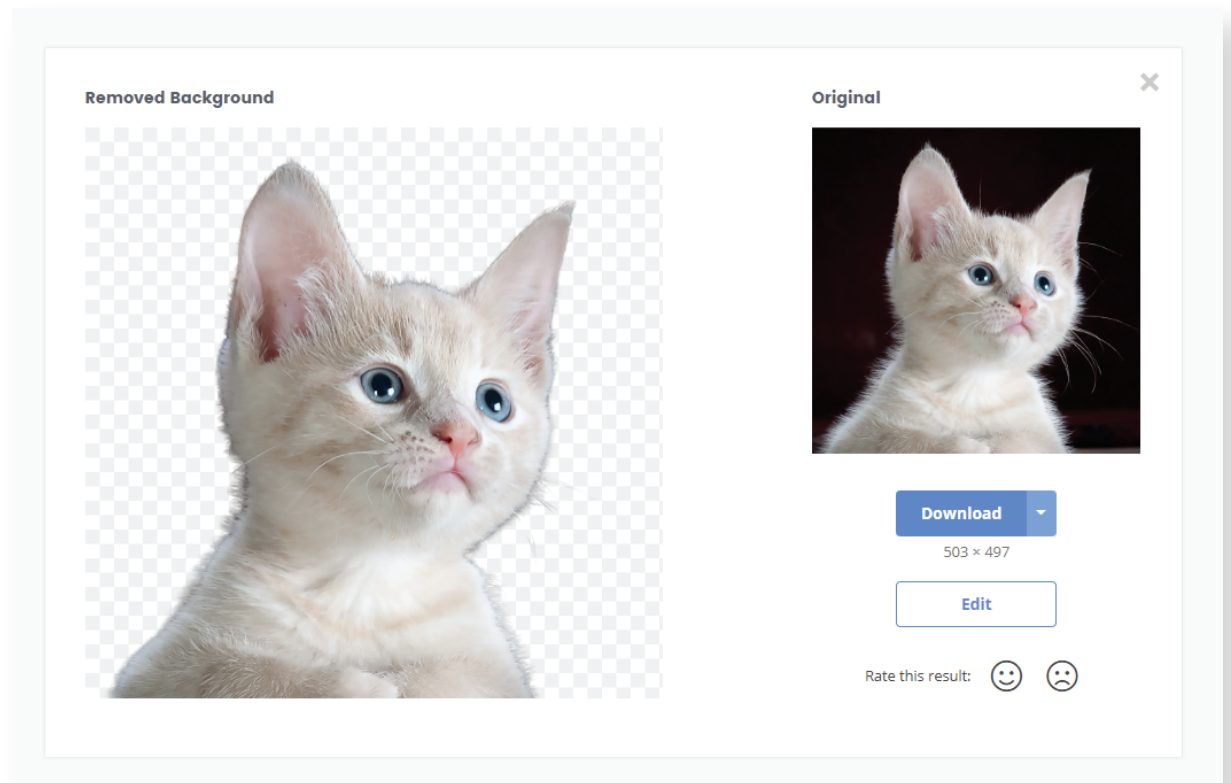 Removed Background
Original
Download
503 × 497
Edit
Rate this result: